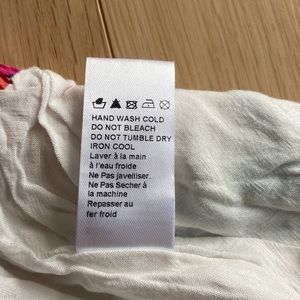 HAND WASH COLD
DO NOT BLEACH
DO NOT TUMBLE DRY
IRON COOL
Laver à la main
à l'eau froide
Ne Pas javelliser.
Ne Pas Secher à
la machine
Repasser au
fer froid